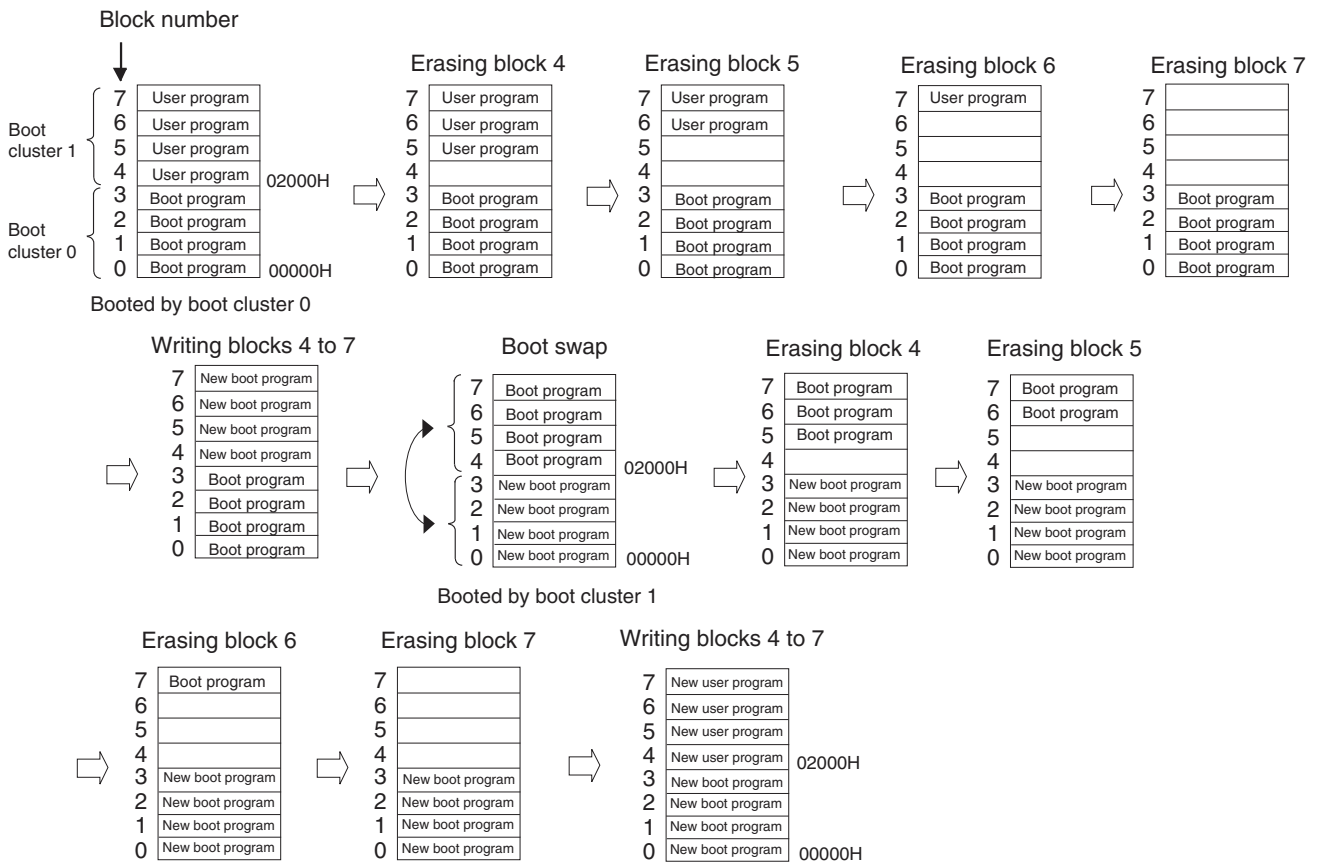 Block number
Boot cluster 1
7 User program
6 User program
5 User program
4 User program
02000H
Boot cluster 0
3 Boot program
2 Boot program
1 Boot program
0 Boot program
00000H
Booted by boot cluster 0
Erasing block 4
7 User program
6 User program
5 User program
4
3 Boot program
2 Boot program
1 Boot program
0 Boot program
Erasing block 5
7 User program
6 User program
5
4
3 Boot program
2 Boot program
1 Boot program
0 Boot program
Erasing block 6
7 User program
6
5
4
3 Boot program
2 Boot program
1 Boot program
0 Boot program
Erasing block 7
7
6
5
4
3 Boot program
2 Boot program
1 Boot program
0 Boot program
Writing blocks 4 to 7
7 New boot program
6 New boot program
5 New boot program
4 New boot program
3 Boot program
2 Boot program
1 Boot program
0 Boot program
Boot swap
7 Boot program
6 Boot program
5 Boot program
4 Boot program
02000H
3 New boot program
2 New boot program
1 New boot program
0 New boot program
00000H
Booted by boot cluster 1
Erasing block 4
7 Boot program
6 Boot program
5 Boot program
4
3 New boot program
2 New boot program
1 New boot program
0 New boot program
Erasing block 5
7 Boot program
6 Boot program
5
4
3 New boot program
2 New boot program
1 New boot program
0 New boot program
Erasing block 6
7 Boot program
6
5
4
3 New boot program
2 New boot program
1 New boot program
0 New boot program
Erasing block 7
7
6
5
4
3 New boot program
2 New boot program
1 New boot program
0 New boot program
Writing blocks 4 to 7
7 New user program
6 New user program
5 New user program
4 New user program
02000H
3 New boot program
2 New boot program
1 New boot program
0 New boot program
00000H